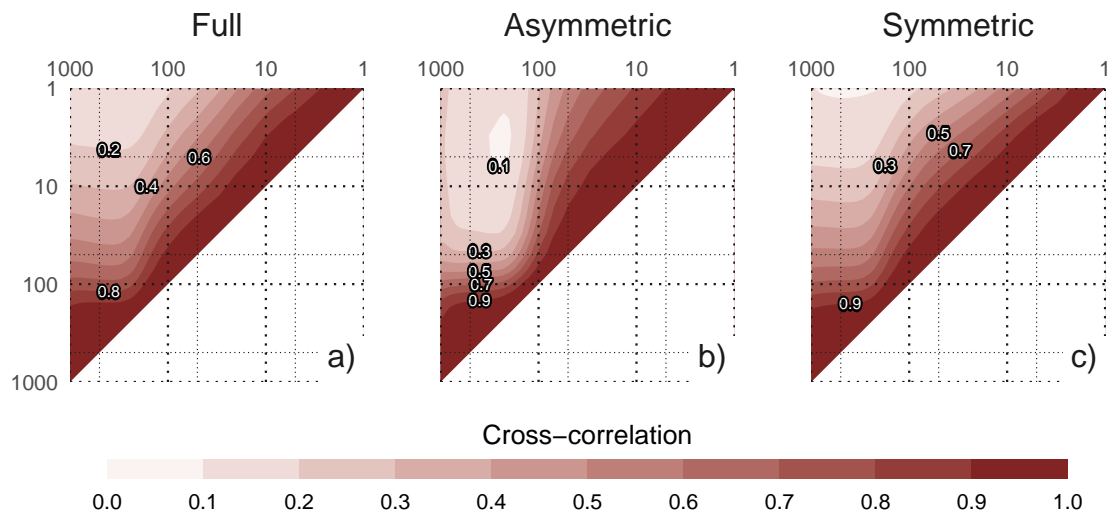 Full Asymmetric Symmetric
1000 100 10 1 1000 100 10 1 1000 100 10 1
1
0.5
0.2 0.6 0.7
0.1 0.3
10 0.4
0.3
0.5
0.7
100 0.8
0.9 0.9
a) b) c)
1000
Cross−correlation
0.0 0.1 0.2 0.3 0.4 0.5 0.6 0.7 0.8 0.9 1.0